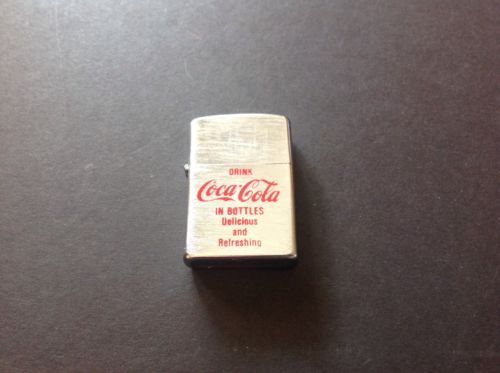 DRINK
Coca-Cola
IN BOTTLES
Delicious
and
Refreshing